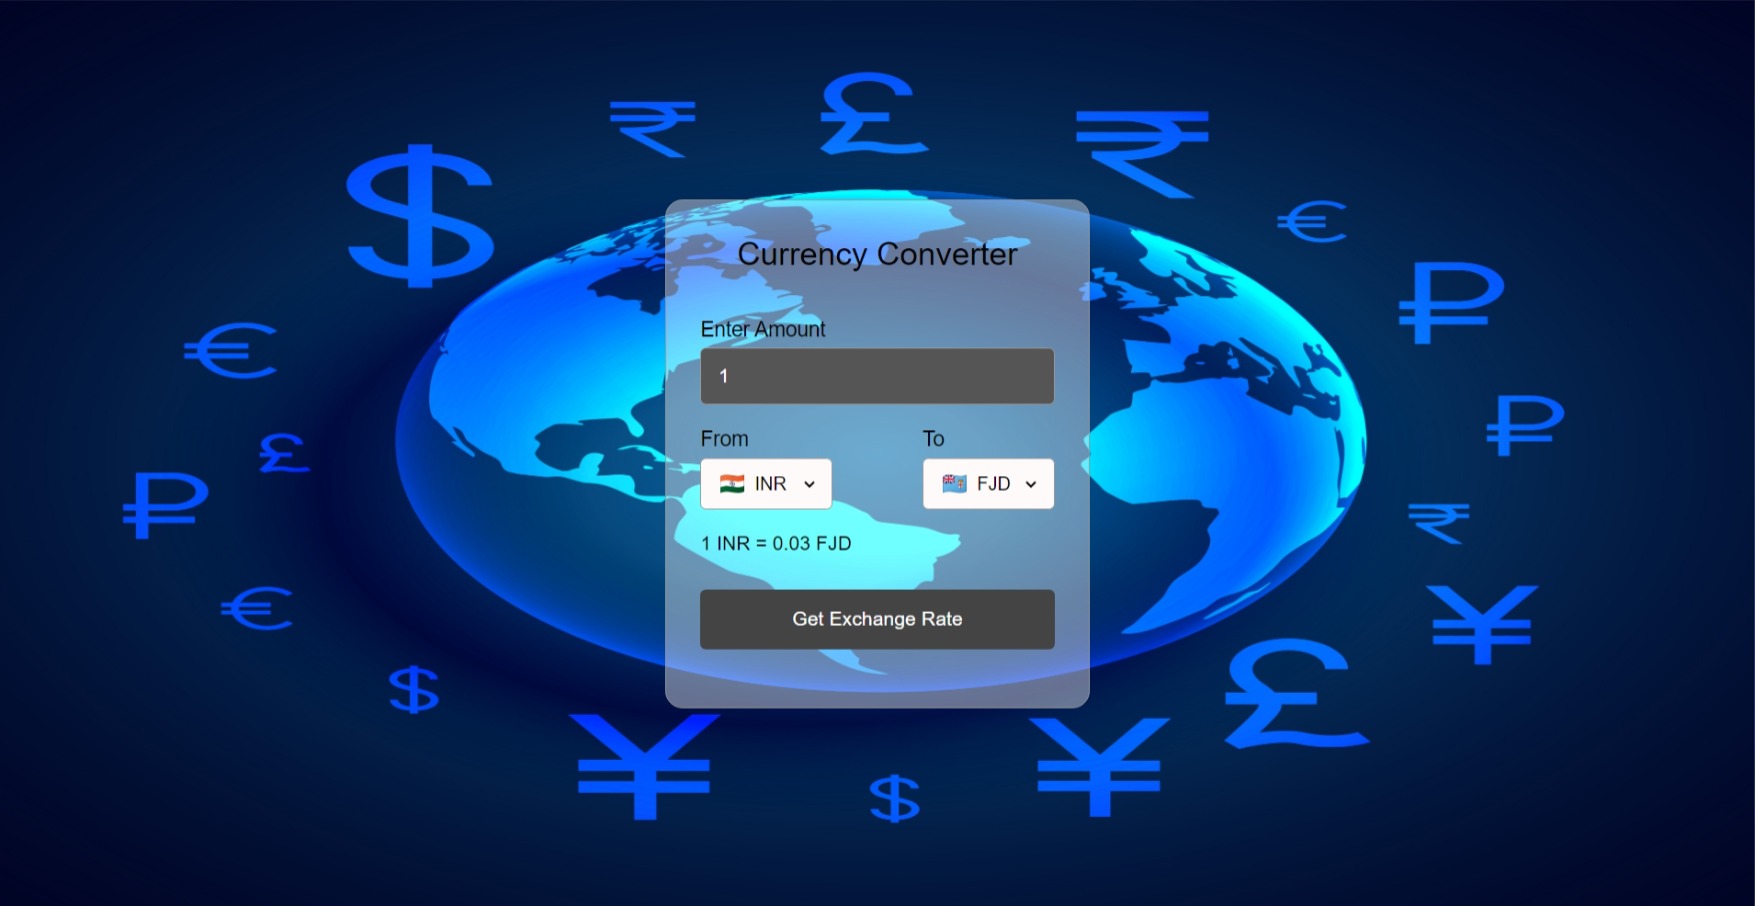 ₹ £ ₹
$
€
Currency Converter
€
₽
Enter Amount
1
₽
£
From To
INR FJD
₽
₹
1 INR = 0.03 FJD
€
Get Exchange Rate
¥
$
£
¥ ¥
$